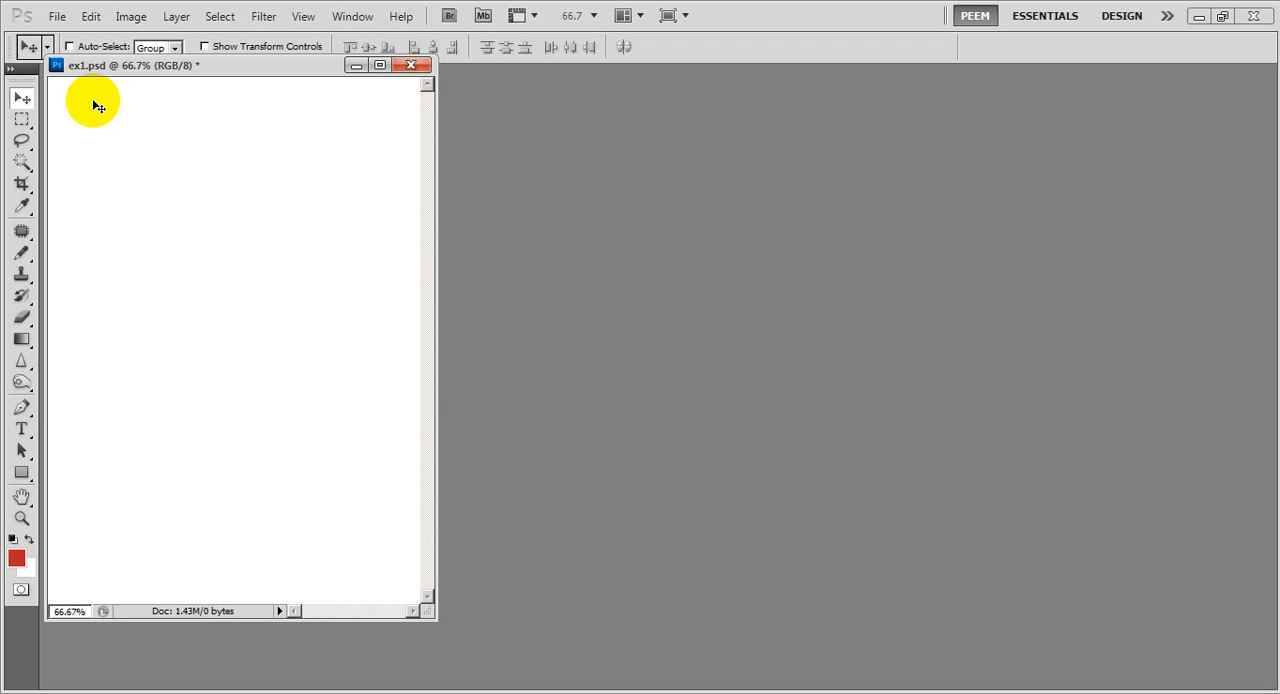 Ps File Edit Image Layer Select Filter View Window Help Br Mb 66.7 PEEM ESSENTIALS DESIGN
Auto-Select: Group Show Transform Controls
Ps ex1.psd @ 66.7% (RGB/8) *
T
66.67% Doc: 1.43M/0 bytes